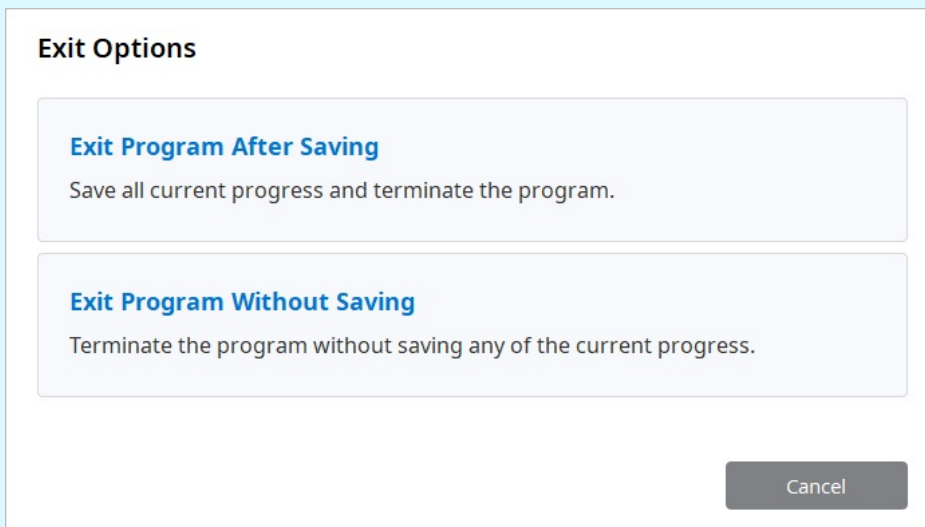 Exit Options
Exit Program After Saving
Save all current progress and terminate the program.
Exit Program Without Saving
Terminate the program without saving any of the current progress.
Cancel